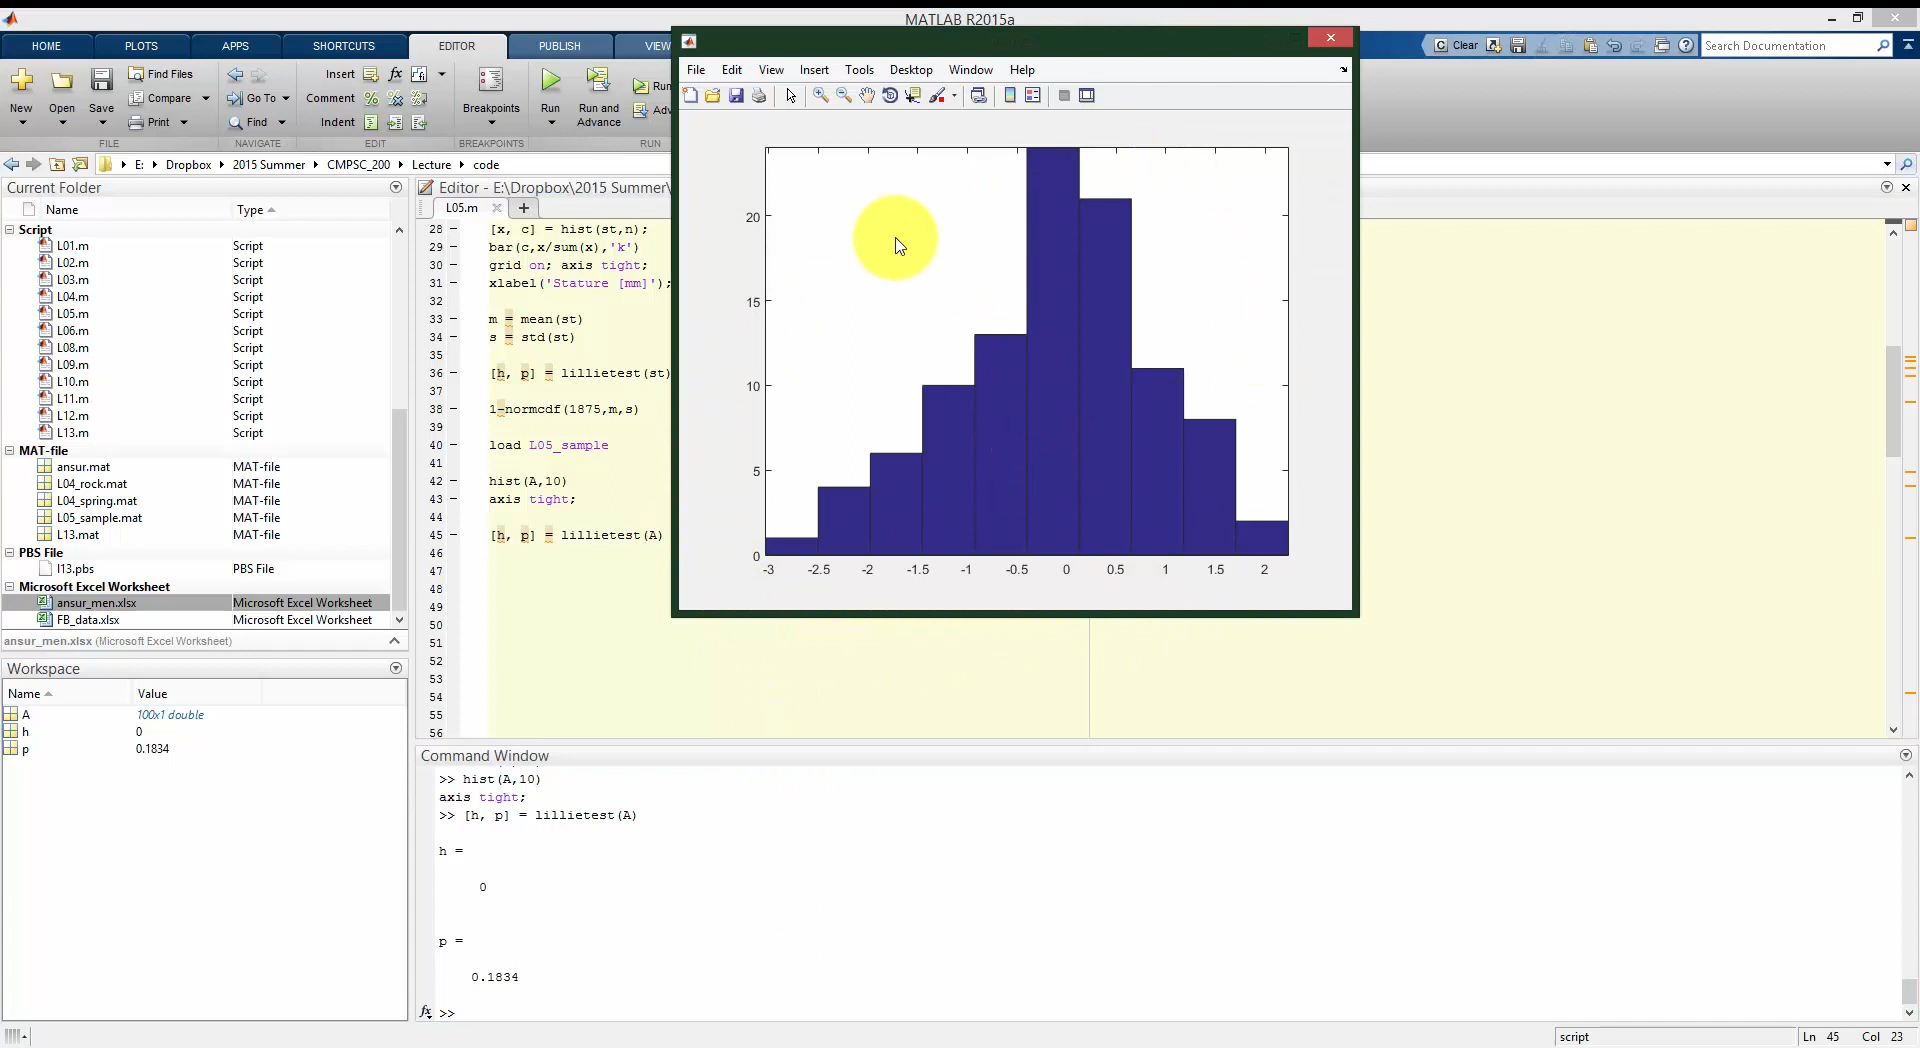 MATLAB R2015a
HOME PLOTS APPS SHORTCUTS EDITOR PUBLISH VIEW
Clear
Search Documentation
New Open Save
Find Files
Compare
Print
Go To
Find
Insert fx
Comment
Indent
Breakpoints
Run
Run and Advance
Run
Adv
FILE NAVIGATE EDIT BREAKPOINTS RUN
E: Dropbox 2015 Summer CMPSC_200 Lecture code
Current Folder
Name Type
Script
L01.m Script
L02.m Script
L03.m Script
L04.m Script
L05.m Script
L06.m Script
L08.m Script
L09.m Script
L10.m Script
L11.m Script
L12.m Script
L13.m Script
MAT-file
ansur.mat MAT-file
L04_rock.mat MAT-file
L04_spring.mat MAT-file
L05_sample.mat MAT-file
L13.mat MAT-file
PBS File
l13.pbs PBS File
Microsoft Excel Worksheet
ansur_men.xlsx Microsoft Excel Worksheet
FB_data.xlsx Microsoft Excel Worksheet
ansur_men.xlsx (Microsoft Excel Worksheet)
Workspace
Name Value
A 100x1 double
h 0
p 0.1834
Editor - E:\Dropbox\2015 Summer\
L05.m
28 [x, c] = hist(st,n);
29 bar(c,x/sum(x),'k')
30 grid on; axis tight;
31 xlabel('Stature [mm]');
32
33 m = mean(st)
34 s = std(st)
35
36 [h, p] = lillietest(st)
37
38 1-normcdf(1875,m,s)
39
40 load L05_sample
41
42 hist(A,10)
43 axis tight;
44
45 [h, p] = lillietest(A)
46
47
48
49
50
51
52
53
54
55
56
File Edit View Insert Tools Desktop Window Help
20
15
10
5
0
-3 -2.5 -2 -1.5 -1 -0.5 0 0.5 1 1.5 2
Command Window
>> hist(A,10)
axis tight;
>> [h, p] = lillietest(A)
h =
0
p =
0.1834
fx >>
script Ln 45 Col 23